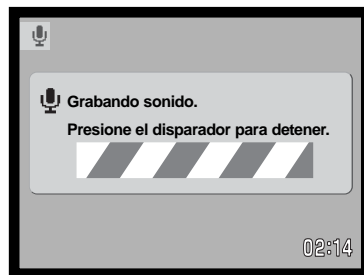 Grabando sonido.
Presione el disparador para detener.
02:14